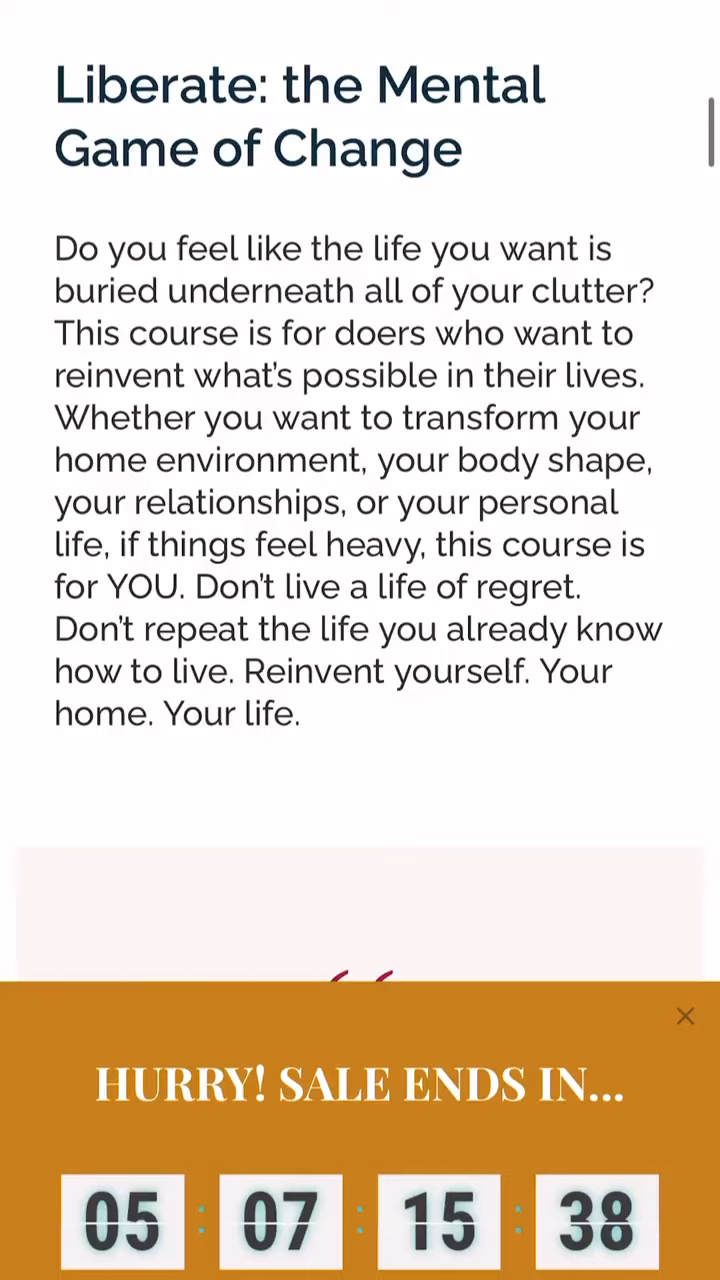 Liberate: the Mental
Game of Change
Do you feel like the life you want is
buried underneath all of your clutter?
This course is for doers who want to
reinvent what's possible in their lives.
Whether you want to transform your
home environment, your body shape,
your relationships, or your personal
life, if things feel heavy, this course is
for YOU. Don't live a life of regret.
Don't repeat the life you already know
how to live. Reinvent yourself. Your
home. Your life.
HURRY! SALE ENDS IN...
05 : 07 : 15 : 38